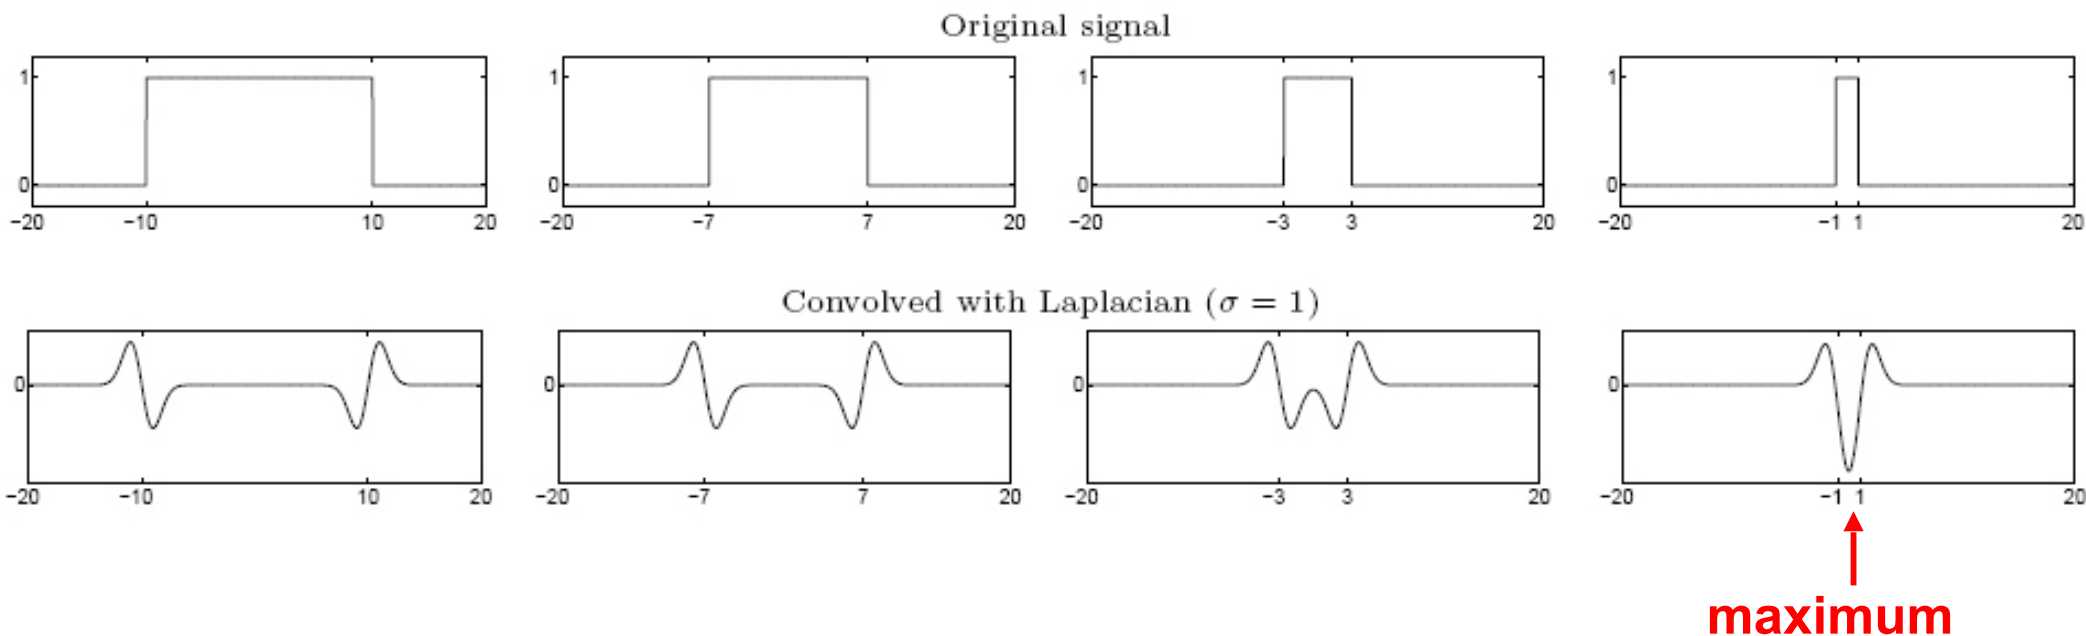 Original signal
1 1 1 1
0 0 0 0
−20 −10 10 20 −20 −7 7 20 −20 −3 3 20 −20 −1 1 20
Convolved with Laplacian (σ = 1)
0 0 0 0
−20 −10 10 20 −20 −7 7 20 −20 −3 3 20 −20 −1 1 20
maximum